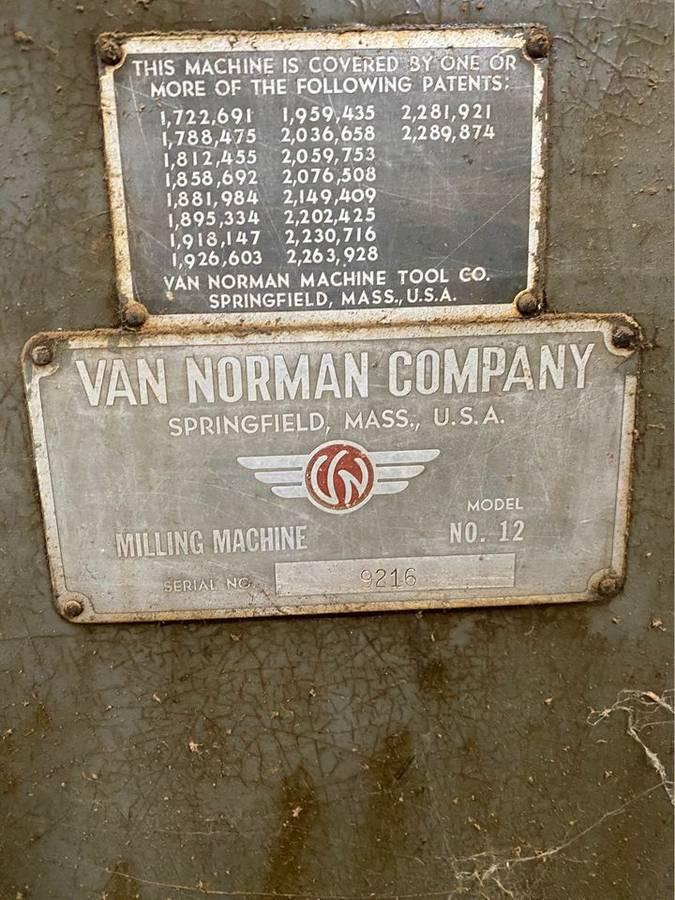 THIS MACHINE IS COVERED BY ONE OR
MORE OF THE FOLLOWING PATENTS:
1,722,691 1,959,435 2,281,921
1,788,475 2,036,658 2,289,874
1,812,455 2,059,753
1,858,692 2,076,508
1,881,984 2,149,409
1,895,334 2,202,425
1,918,147 2,230,716
1,926,603 2,263,928
VAN NORMAN MACHINE TOOL CO.
SPRINGFIELD, MASS., U.S.A.
VAN NORMAN COMPANY
SPRINGFIELD, MASS., U.S.A.
VN
MODEL
MILLING MACHINE NO. 12
SERIAL NO. 9216